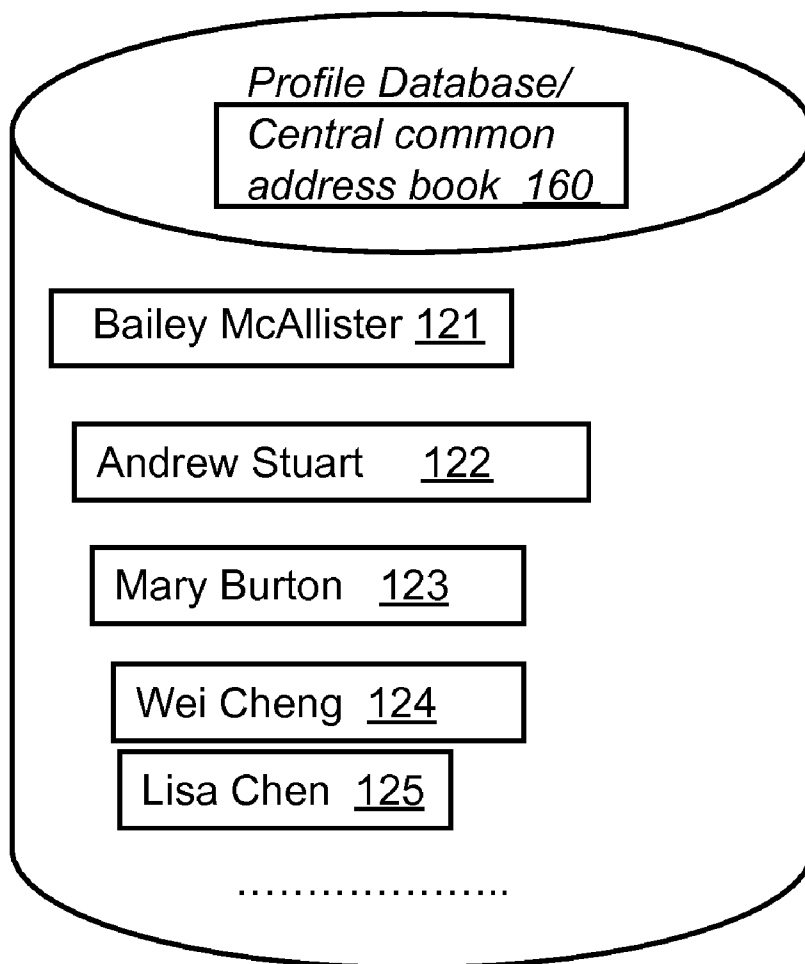 Profile Database/
Central common
address book 160
Bailey McAllister 121
Andrew Stuart 122
Mary Burton 123
Wei Cheng 124
Lisa Chen 125
....................